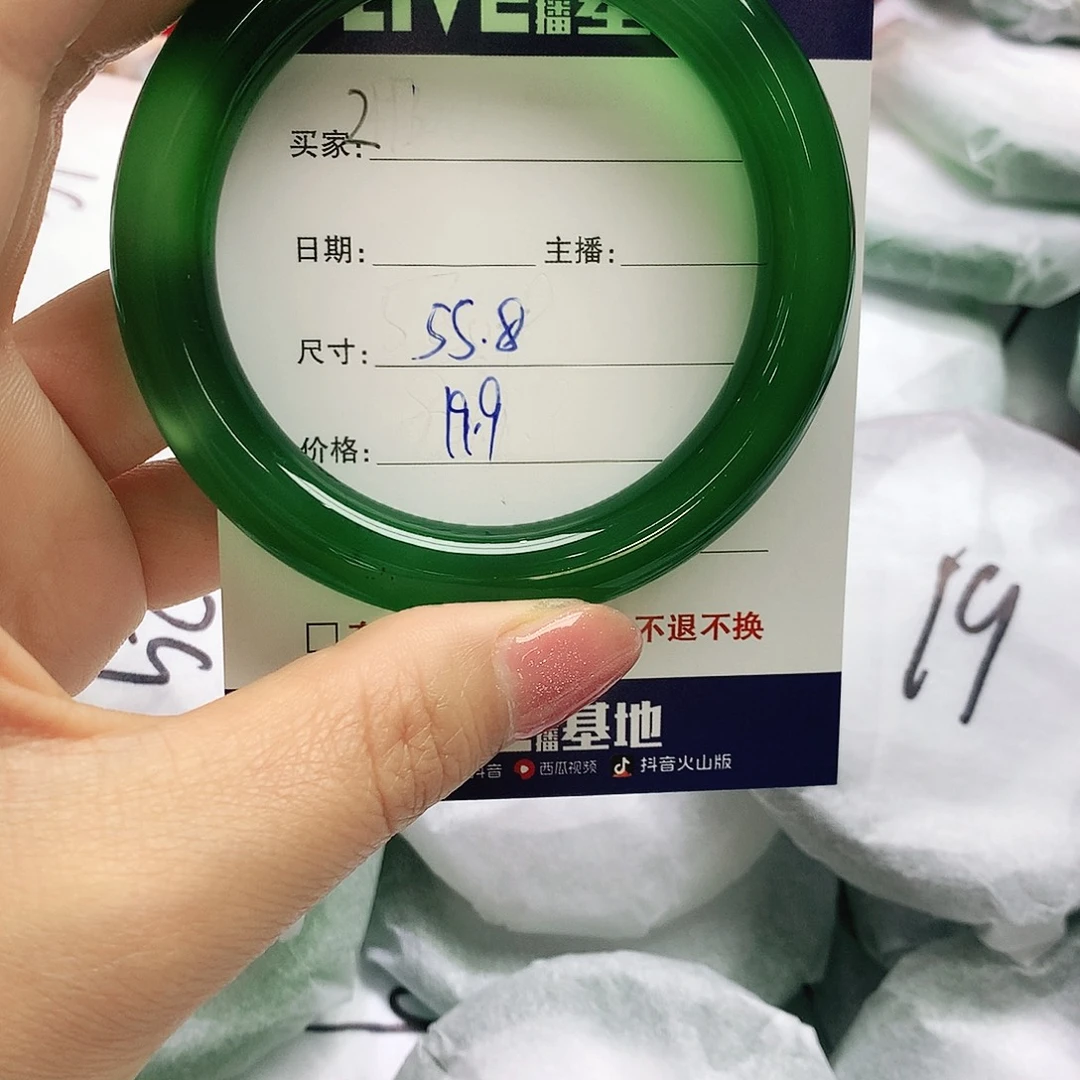 LIVE播基
2
买家:
日期: 主播:
尺寸: 55.8
价格: 19.9
不退不换
播基地
抖音 西瓜视频 抖音火山版
19